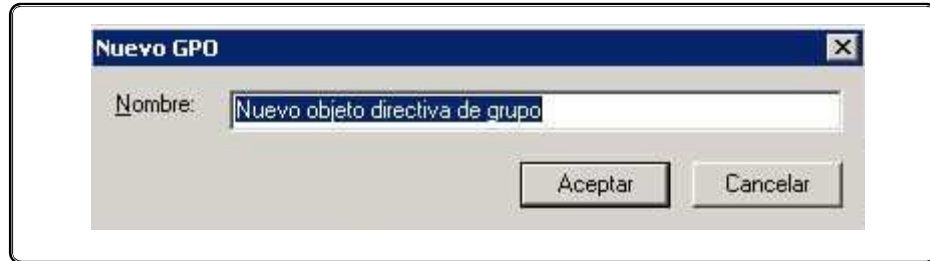 Nuevo GPO
Nombre: Nuevo objeto directiva de grupo
Aceptar Cancelar